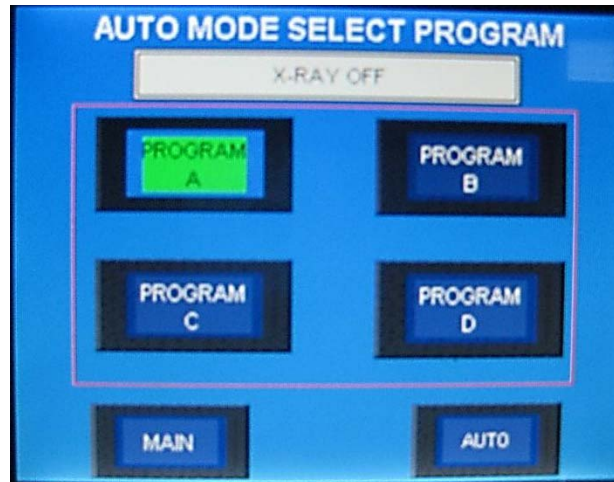 AUTO MODE SELECT PROGRAM
X-RAY OFF
PROGRAM
A
PROGRAM
B
PROGRAM
C
PROGRAM
D
MAIN
AUTO